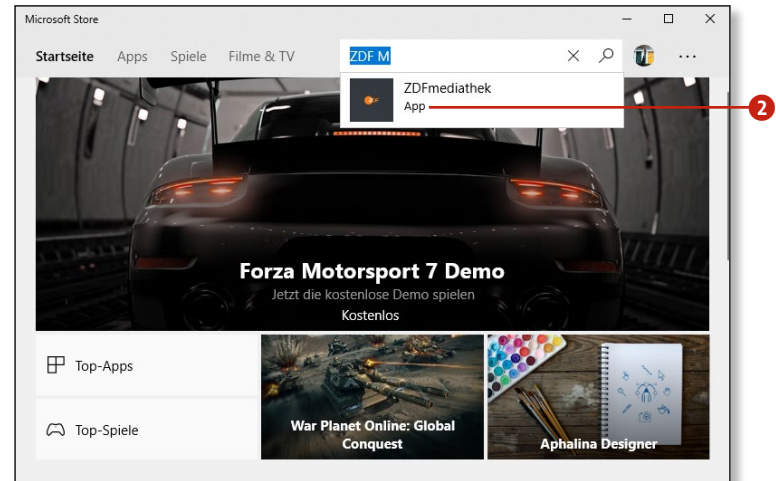 Microsoft Store
Startseite Apps Spiele Filme & TV ZDF M
ZDFmediathek
App
2
Forza Motorsport 7 Demo
Jetzt die kostenlose Demo spielen
Kostenlos
Top-Apps
Top-Spiele
War Planet Online: Global
Conquest
Aphalina Designer